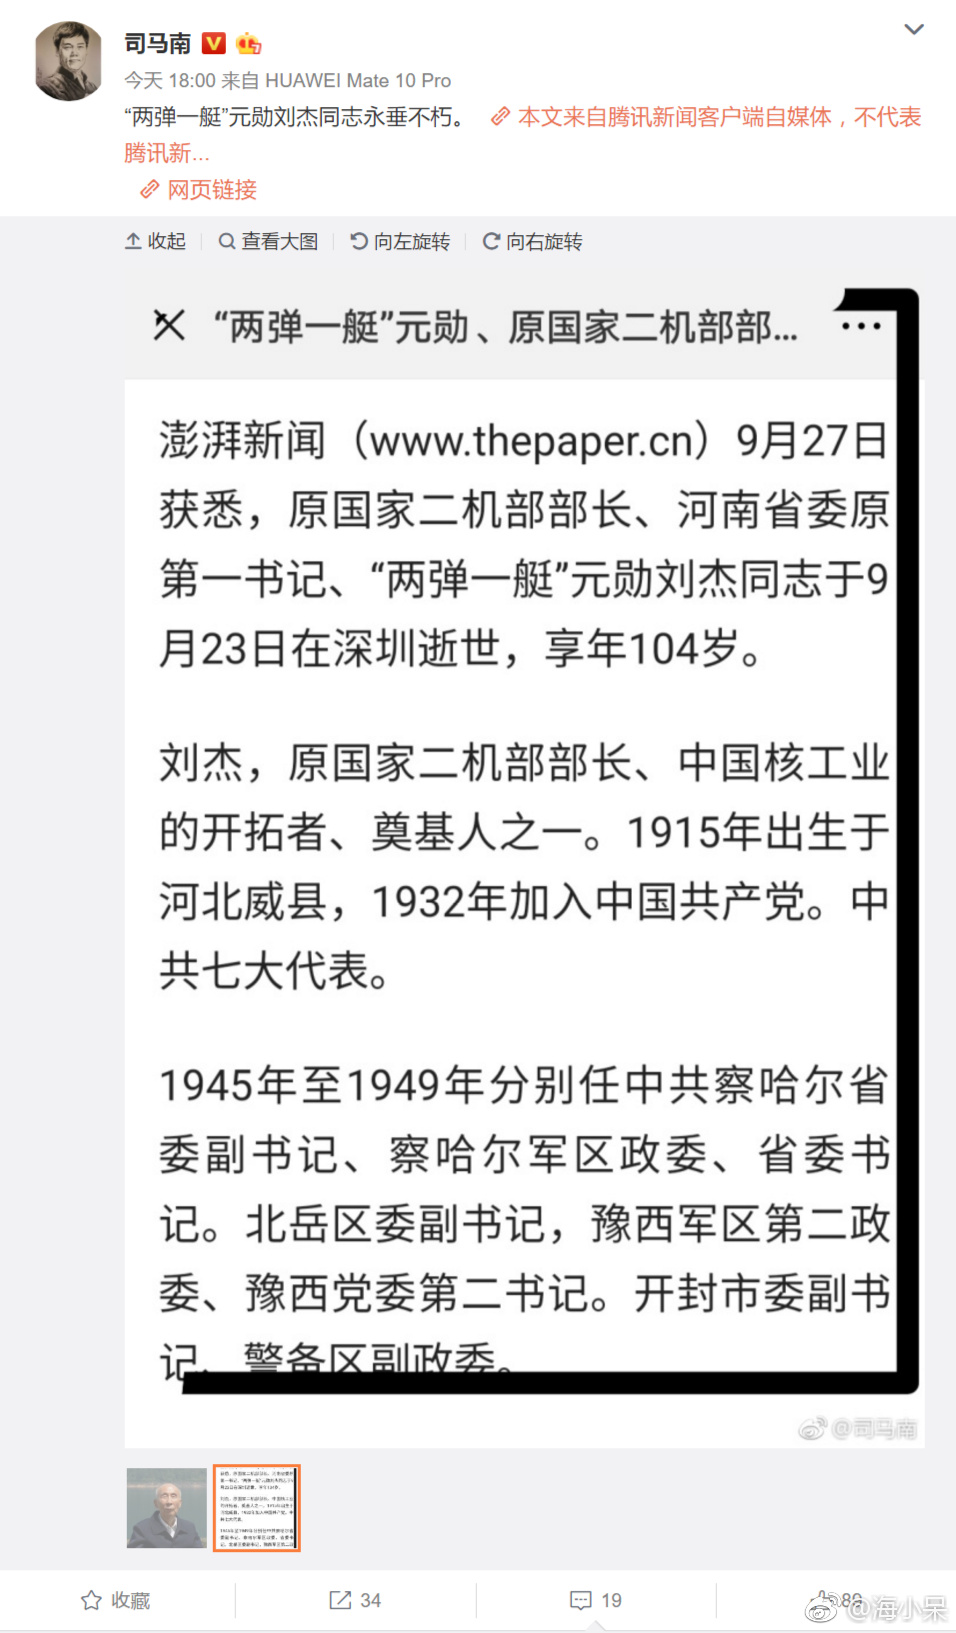 司马南
今天 18:00 来自 HUAWEI Mate 10 Pro
“两弹一艇”元勋刘杰同志永垂不朽。 本文来自腾讯新闻客户端自媒体，不代表
腾讯新...
网页链接
收起 查看大图 向左旋转 向右旋转
“两弹一艇”元勋、原国家二机部部...
澎湃新闻（www.thepaper.cn）9月27日
获悉，原国家二机部部长、河南省委原
第一书记、“两弹一艇”元勋刘杰同志于9
月23日在深圳逝世，享年104岁。
刘杰，原国家二机部部长、中国核工业
的开拓者、奠基人之一。1915年出生于
河北威县，1932年加入中国共产党。中
共七大代表。
1945年至1949年分别任中共察哈尔省
委副书记、察哈尔军区政委、省委书
记。北岳区委副书记，豫西军区第二政
委、豫西党委第二书记。开封市委副书
记、警备区副政委。
@司马南
收藏 34 19
@海小呆